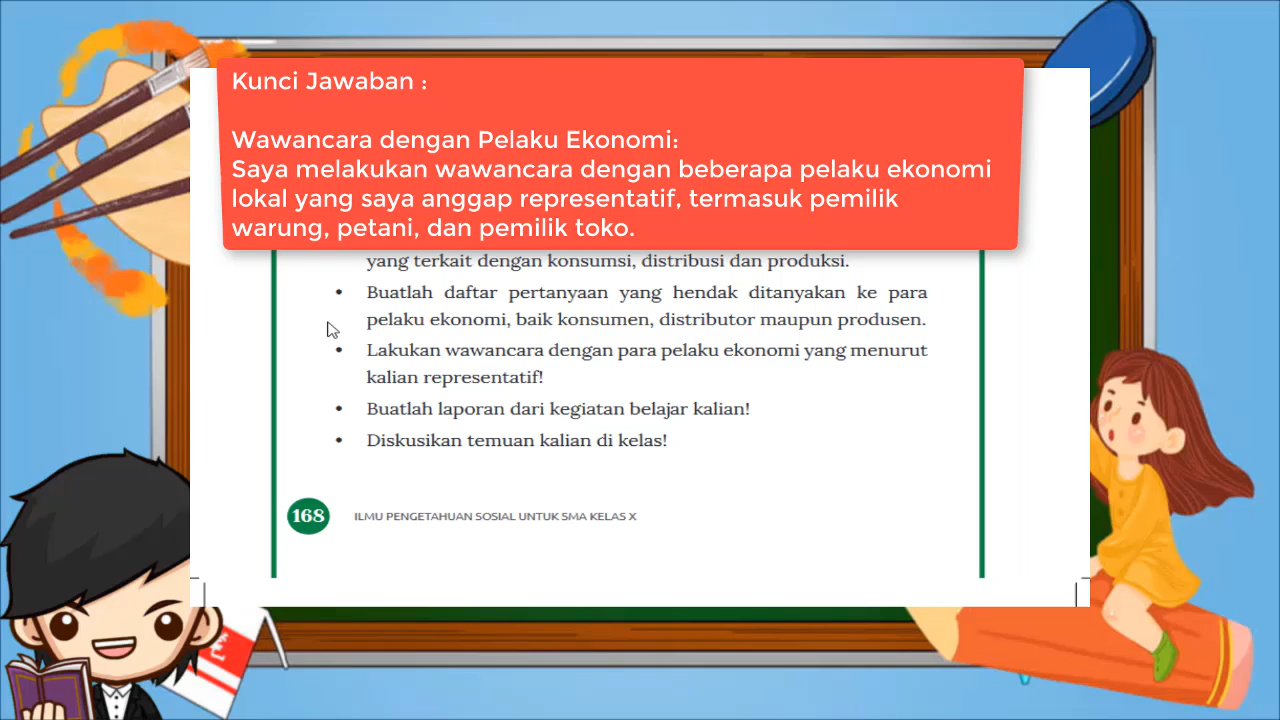 Kunci Jawaban :
Wawancara dengan Pelaku Ekonomi:
Saya melakukan wawancara dengan beberapa pelaku ekonomi
lokal yang saya anggap representatif, termasuk pemilik
warung, petani, dan pemilik toko.
yang terkait dengan konsumsi, distribusi dan produksi.
• Buatlah daftar pertanyaan yang hendak ditanyakan ke para
pelaku ekonomi, baik konsumen, distributor maupun produsen.
• Lakukan wawancara dengan para pelaku ekonomi yang menurut
kalian representatif!
• Buatlah laporan dari kegiatan belajar kalian!
• Diskusikan temuan kalian di kelas!
168 ILMU PENGETAHUAN SOSIAL UNTUK SMA KELAS X